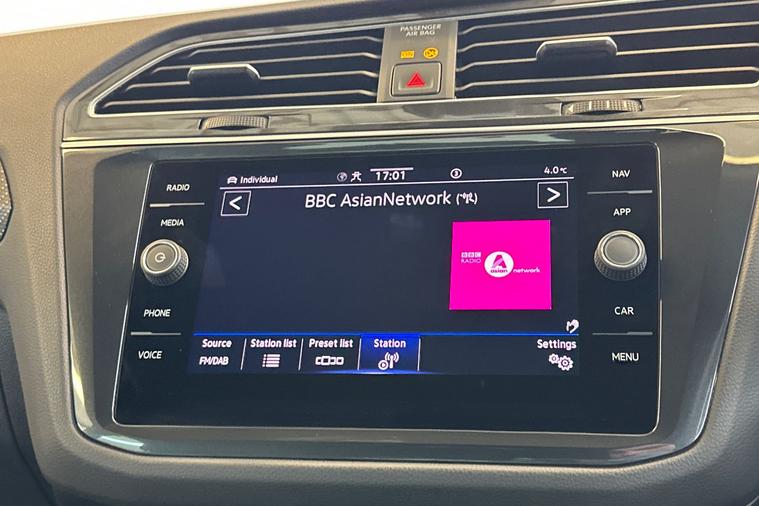 PASSENGER
AIR BAG
ON
RADIO
MEDIA
PHONE
VOICE
Individual
17:01
4.0 °C
<
BBC AsianNetwork
>
BBC
RADIO
A
asian network
Source
FM/DAB
Station list
Preset list
Station
Settings
NAV
APP
CAR
MENU